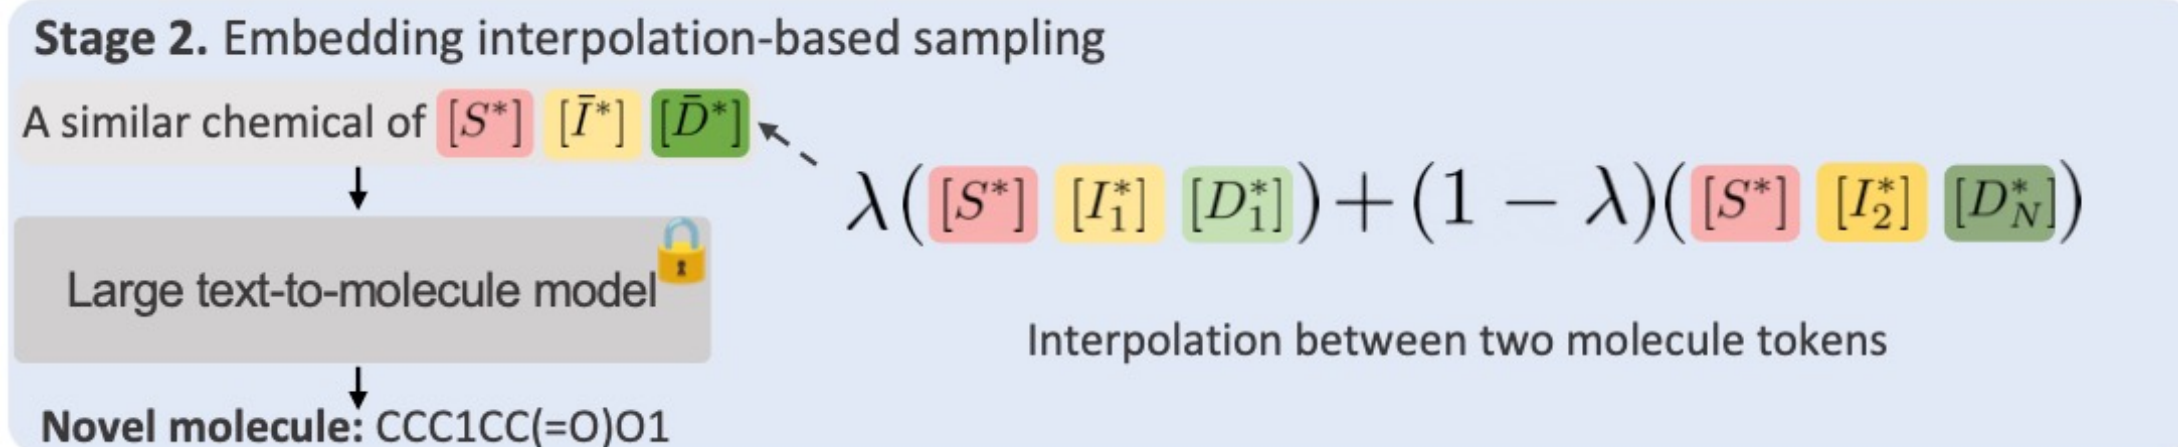 Stage 2. Embedding interpolation-based sampling
A similar chemical of [S*] [Ī*] [D̄*]
λ([S*] [I₁*] [D₁*])+(1 − λ)([S*] [I₂*] [D_N*])
Large text-to-molecule model
Interpolation between two molecule tokens
Novel molecule: CCC1CC(=O)O1